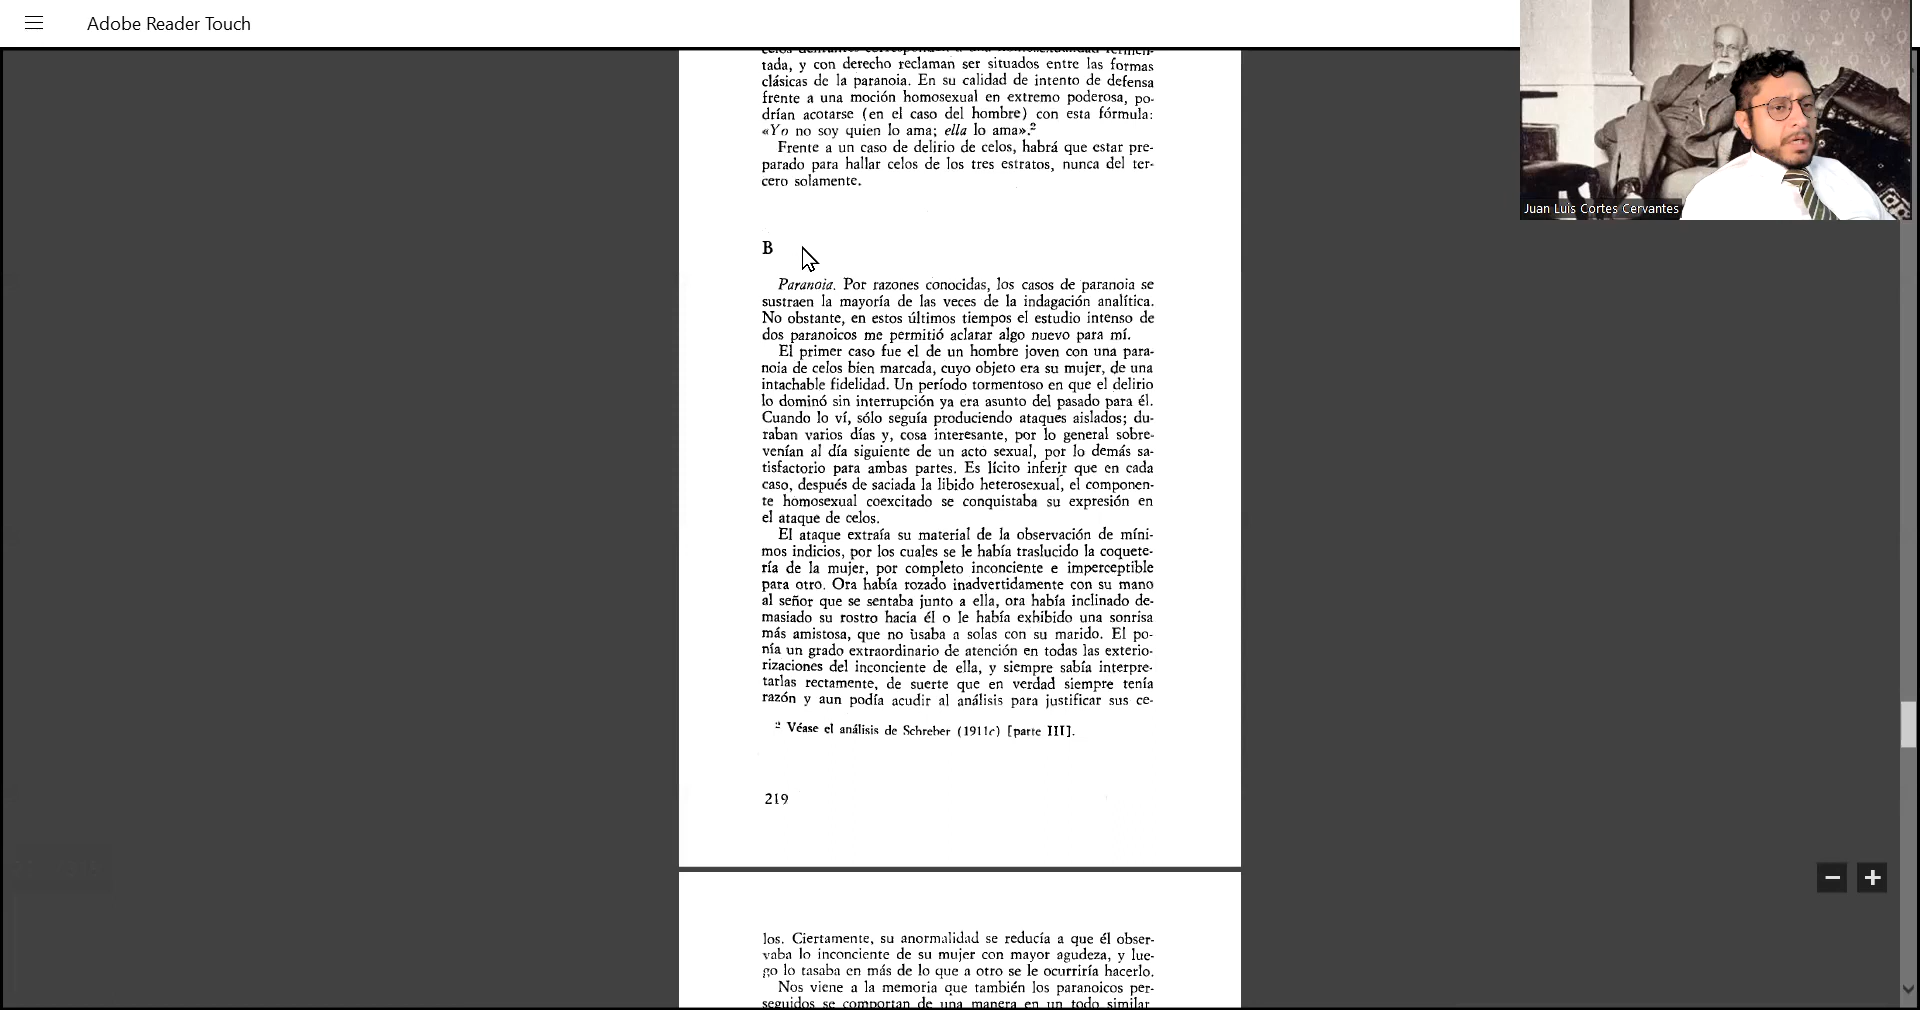 Adobe Reader Touch
celos delirantes corresponden a una homosexualidad fermen-
tada, y con derecho reclaman ser situados entre las formas
clásicas de la paranoia. En su calidad de intento de defensa
frente a una moción homosexual en extremo poderosa, po-
drían acotarse (en el caso del hombre) con esta fórmula:
«Yo no soy quien lo ama; ella lo ama».²
Frente a un caso de delirio de celos, habrá que estar pre-
parado para hallar celos de los tres estratos, nunca del ter-
cero solamente.
Juan Luis Cortes Cervantes
B
Paranoia. Por razones conocidas, los casos de paranoia se
sustraen la mayoría de las veces de la indagación analítica.
No obstante, en estos últimos tiempos el estudio intenso de
dos paranoicos me permitió aclarar algo nuevo para mí.
El primer caso fue el de un hombre joven con una para-
noia de celos bien marcada, cuyo objeto era su mujer, de una
intachable fidelidad. Un período tormentoso en que el delirio
lo dominó sin interrupción ya era asunto del pasado para él.
Cuando lo ví, sólo seguía produciendo ataques aislados; du-
raban varios días y, cosa interesante, por lo general sobre-
venían al día siguiente de un acto sexual, por lo demás sa-
tisfactorio para ambas partes. Es lícito inferir que en cada
caso, después de saciada la libido heterosexual, el componen-
te homosexual coexcitado se conquistaba su expresión en
el ataque de celos.
El ataque extraía su material de la observación de míni-
mos indicios, por los cuales se le había traslucido la coquete-
ría de la mujer, por completo inconciente e imperceptible
para otro. Ora había rozado inadvertidamente con su mano
al señor que se sentaba junto a ella, ora había inclinado de-
masiado su rostro hacia él o le había exhibido una sonrisa
más amistosa, que no usaba a solas con su marido. El po-
nía un grado extraordinario de atención en todas las exterio-
rizaciones del inconciente de ella, y siempre sabía interpre-
tarlas rectamente, de suerte que en verdad siempre tenía
razón y aun podía acudir al análisis para justificar sus ce-
² Véase el análisis de Schreber (1911c) [parte III].
219
los. Ciertamente, su anormalidad se reducía a que él obser-
vaba lo inconciente de su mujer con mayor agudeza, y lue-
go lo tasaba en más de lo que a otro se le ocurriría hacerlo.
Nos viene a la memoria que también los paranoicos per-
seguidos se comportan de una manera en un todo similar.